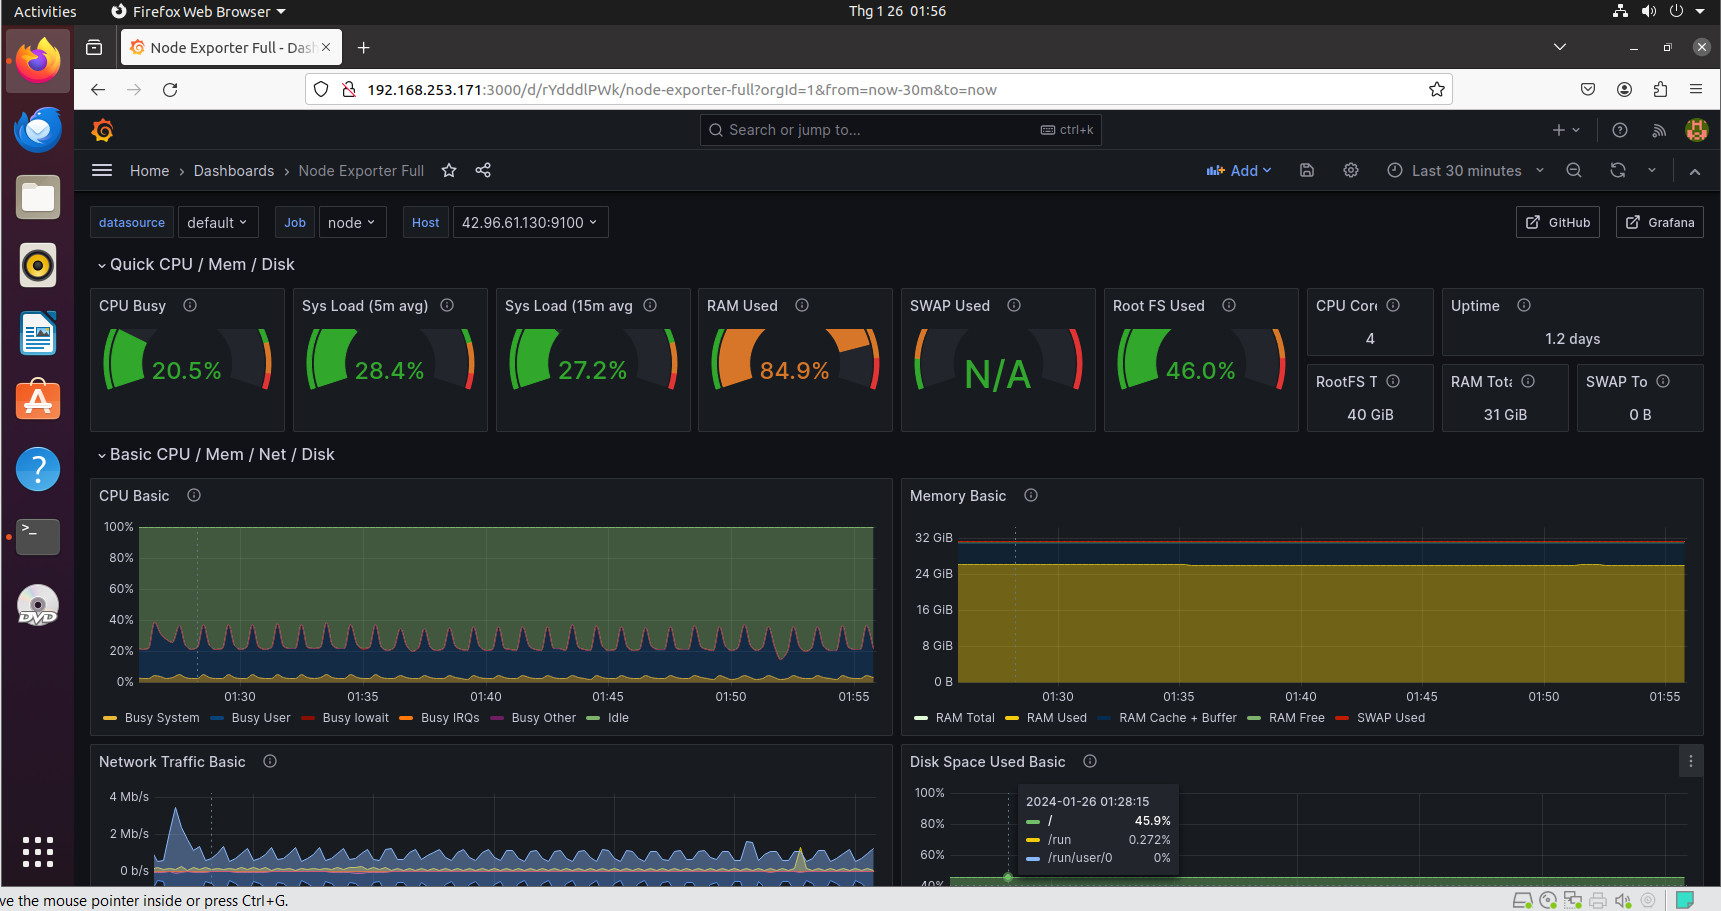 Activities
Firefox Web Browser
Thg 1 26 01:56
Node Exporter Full - Dash
192.168.253.171:3000/d/rYdddlPWk/node-exporter-full?orgId=1&from=now-30m&to=now
Search or jump to...
ctrl+k
Home › Dashboards › Node Exporter Full
Add
Last 30 minutes
datasource default Job node Host 42.96.61.130:9100
GitHub
Grafana
Quick CPU / Mem / Disk
CPU Busy
20.5%
Sys Load (5m avg)
28.4%
Sys Load (15m avg
27.2%
RAM Used
84.9%
SWAP Used
N/A
Root FS Used
46.0%
CPU Core
4
Uptime
1.2 days
RootFS T
40 GiB
RAM Tota
31 GiB
SWAP To
0 B
Basic CPU / Mem / Net / Disk
CPU Basic
100%
80%
60%
40%
20%
0%
01:30 01:35 01:40 01:45 01:50 01:55
Busy System Busy User Busy Iowait Busy IRQs Busy Other Idle
Memory Basic
32 GiB
24 GiB
16 GiB
8 GiB
0 B
01:30 01:35 01:40 01:45 01:50 01:55
RAM Total RAM Used RAM Cache + Buffer RAM Free SWAP Used
Network Traffic Basic
4 Mb/s
2 Mb/s
0 b/s
Disk Space Used Basic
100%
80%
60%
40%
2024-01-26 01:28:15
/ 45.9%
/run 0.272%
/run/user/0 0%
>_
?
DVD
ve the mouse pointer inside or press Ctrl+G.